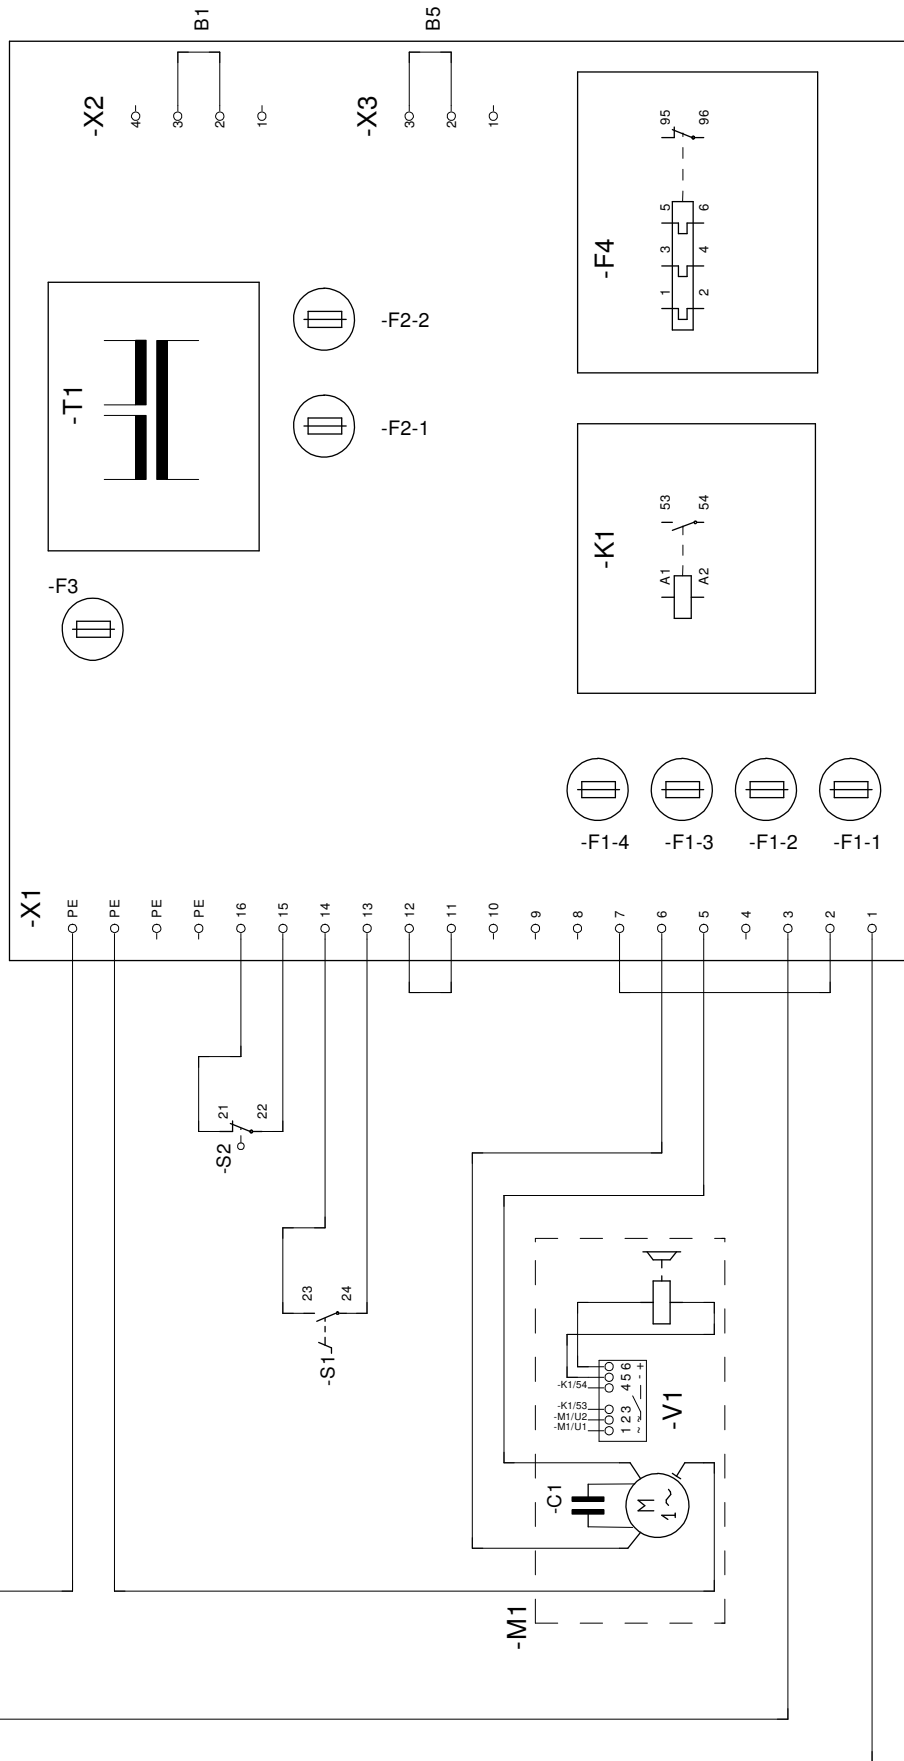 B1
B5
-X2
4
3
2
1
-X3
3
2
1
-T1
-F2-2
-F2-1
-F3
-F4
1 3 5 95
2 4 6 96
-K1
A1 53
A2 54
-F1-4
-F1-3
-F1-2
-F1-1
-X1
PE
PE
PE
PE
16
15
14
13
12
11
10
9
8
7
6
5
4
3
2
1
-S2
21
22
-S1
23
24
-M1
-C1
M
1~
-V1
-K1/54
-K1/53
-M1/U2
-M1/U1
1 2 3 4 5 6
~ ~ - +